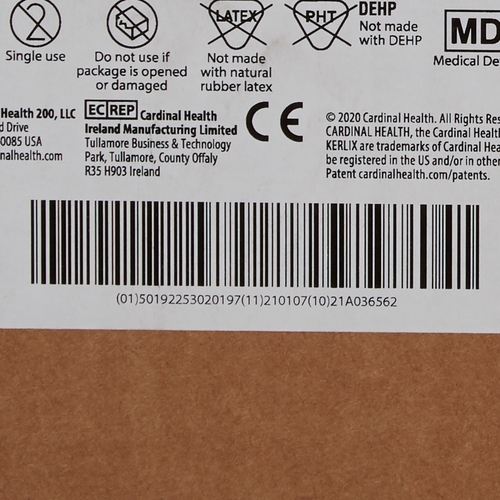 2
LATEX
PHT
DEHP
Not made
with DEHP
MD
Single use
Do not use if
package is opened
or damaged
Not made
with natural
rubber latex
Medical De
Health 200, LLC
d Drive
0085 USA
nalhealth.com
EC REP Cardinal Health
Ireland Manufacturing Limited
Tullamore Business & Technology
Park, Tullamore, County Offaly
R35 H903 Ireland
CE
© 2020 Cardinal Health. All Rights Res
CARDINAL HEALTH, the Cardinal Health
KERLIX are trademarks of Cardinal Hea
be registered in the US and/or in other
Patent cardinalhealth.com/patents.
(01)50192253020197(11)210107(10)21A036562